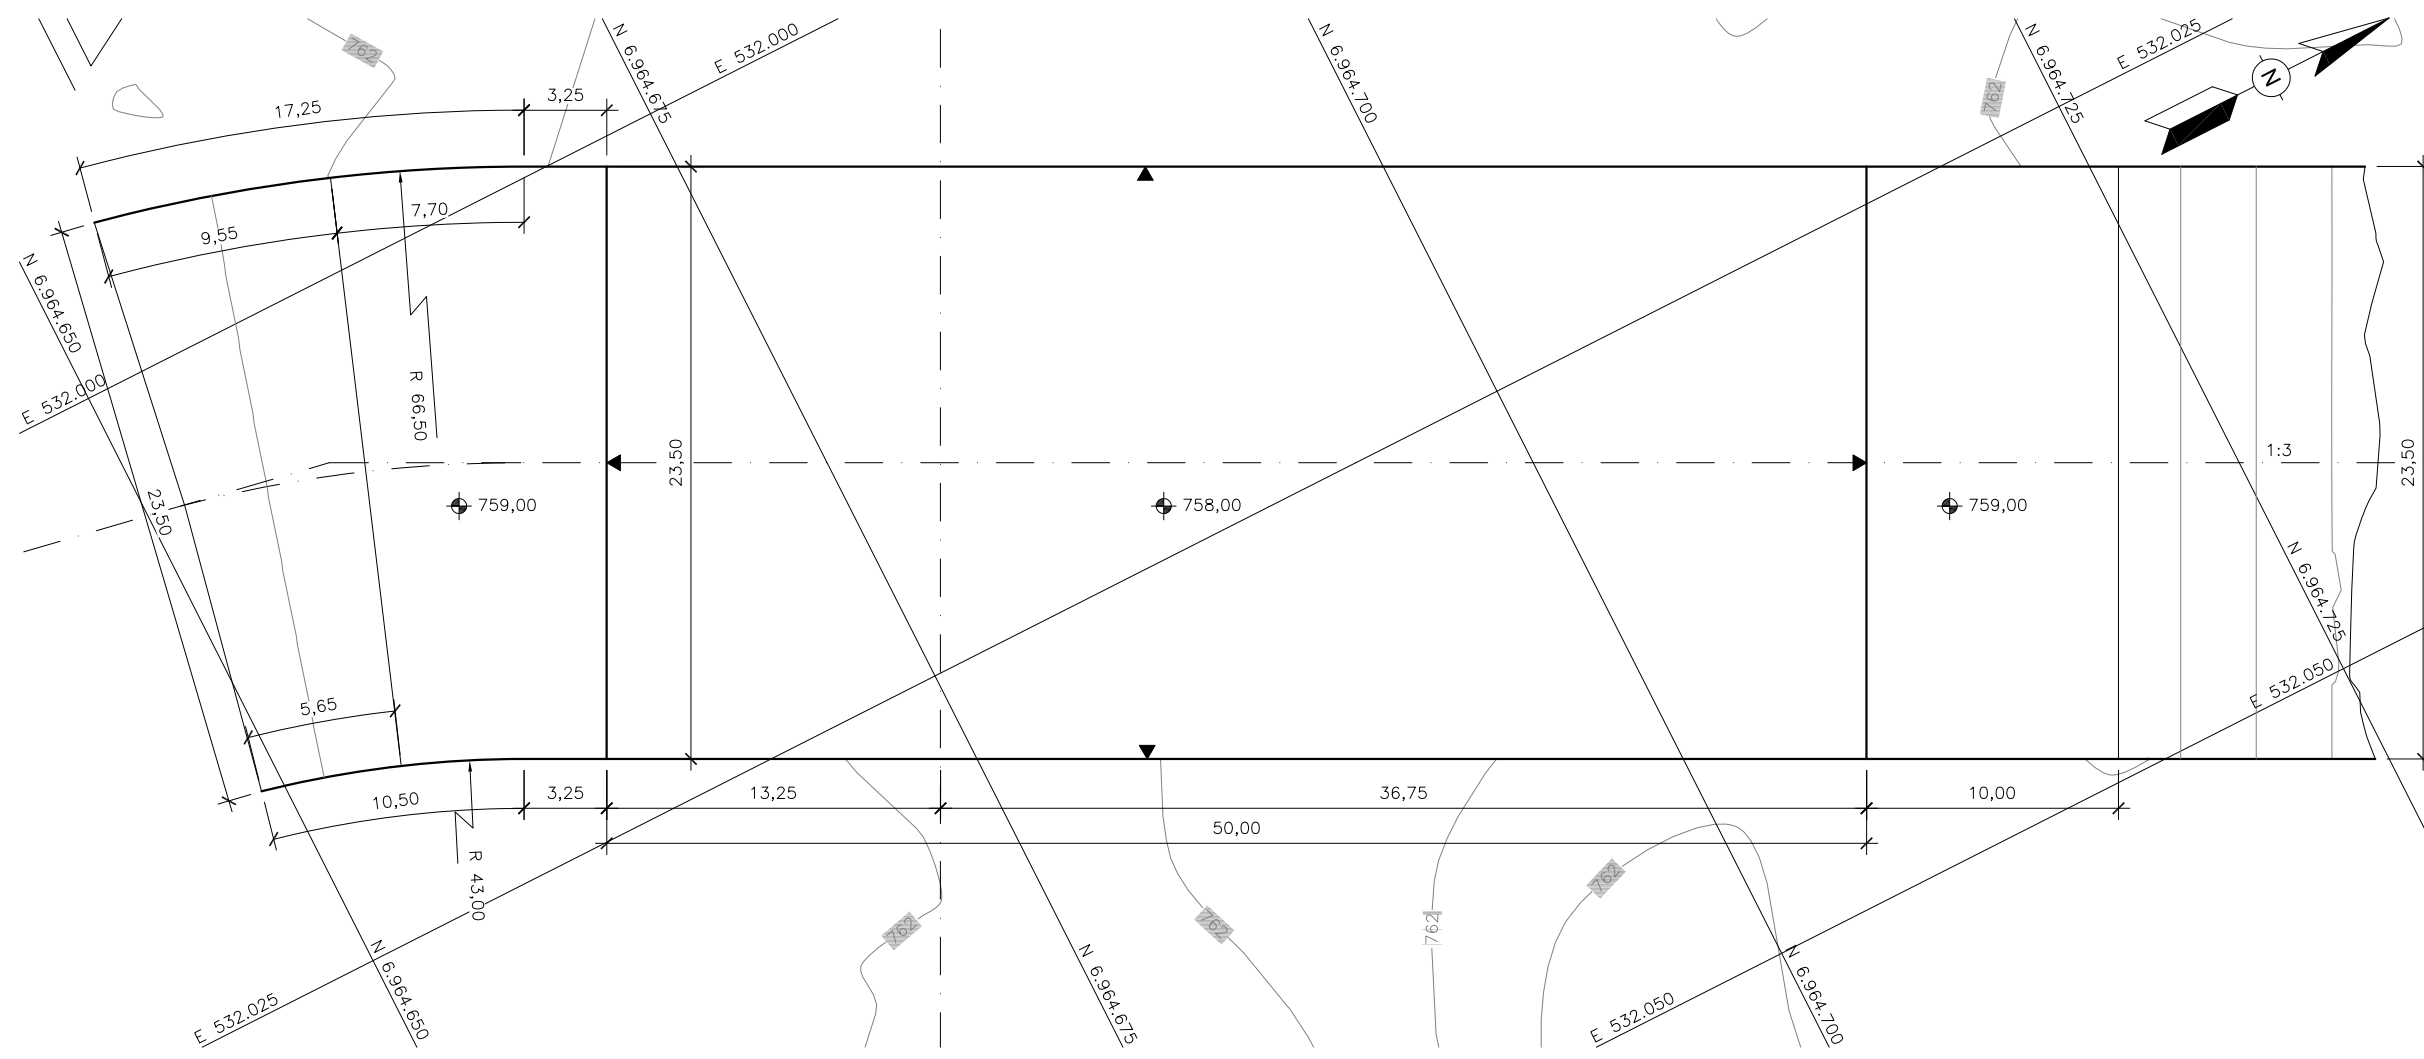 N 6.964.675
E 532.000
N 6.964.700
N 6.964.725
E 532.025
N
762
762
17,25
3,25
7,70
9,55
N 6.964.650
E 532.000
R 66,50
23,50
23,50
1:3
23,50
759,00
758,00
759,00
N 6.964.725
E 532.050
5,65
10,50
3,25
13,25
36,75
10,00
50,00
R 43,00
762
762
762
762
N 6.964.650
E 532.025
N 6.964.675
E 532.050
N 6.964.700